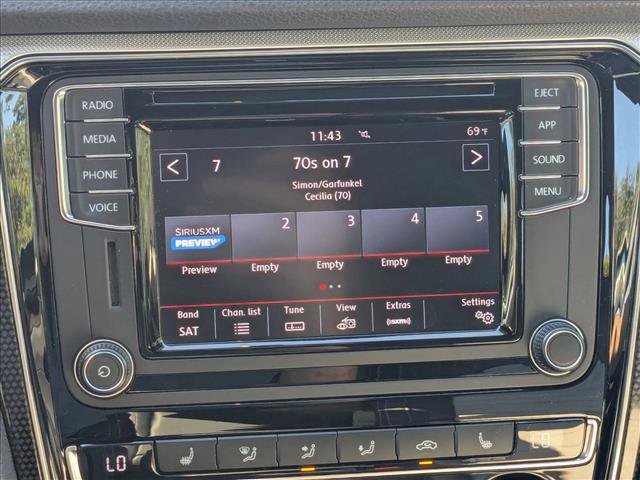 RADIO
MEDIA
PHONE
VOICE
11:43
69 °F
7
70s on 7
Simon/Garfunkel
Cecilia (70)
SIRIUSXM
PREVIEW
2
3
4
5
Preview
Empty
Empty
Empty
Empty
Band
SAT
Chan. list
Tune
View
Extras
((SXM))
Settings
EJECT
APP
SOUND
MENU
LO
LO